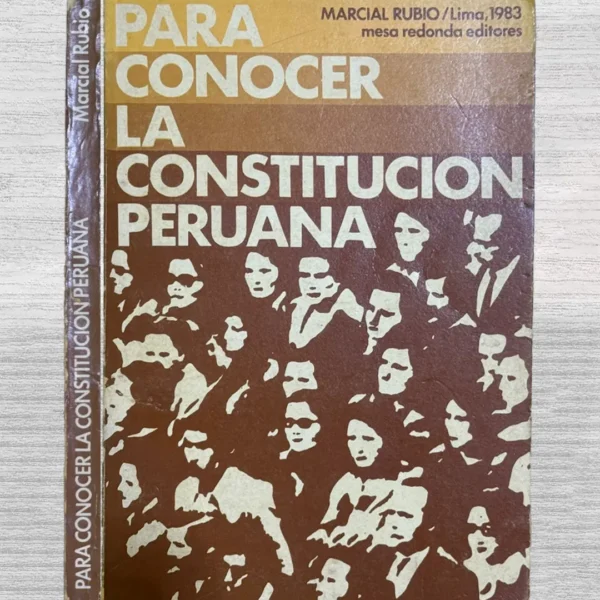 MARCIAL RUBIO/Lima,1983
mesa redonda editores
PARA
CONOCER
LA
CONSTITUCION
PERUANA
Marcial Rubio
PARA CONOCER LA CONSTITUCION PERUANA